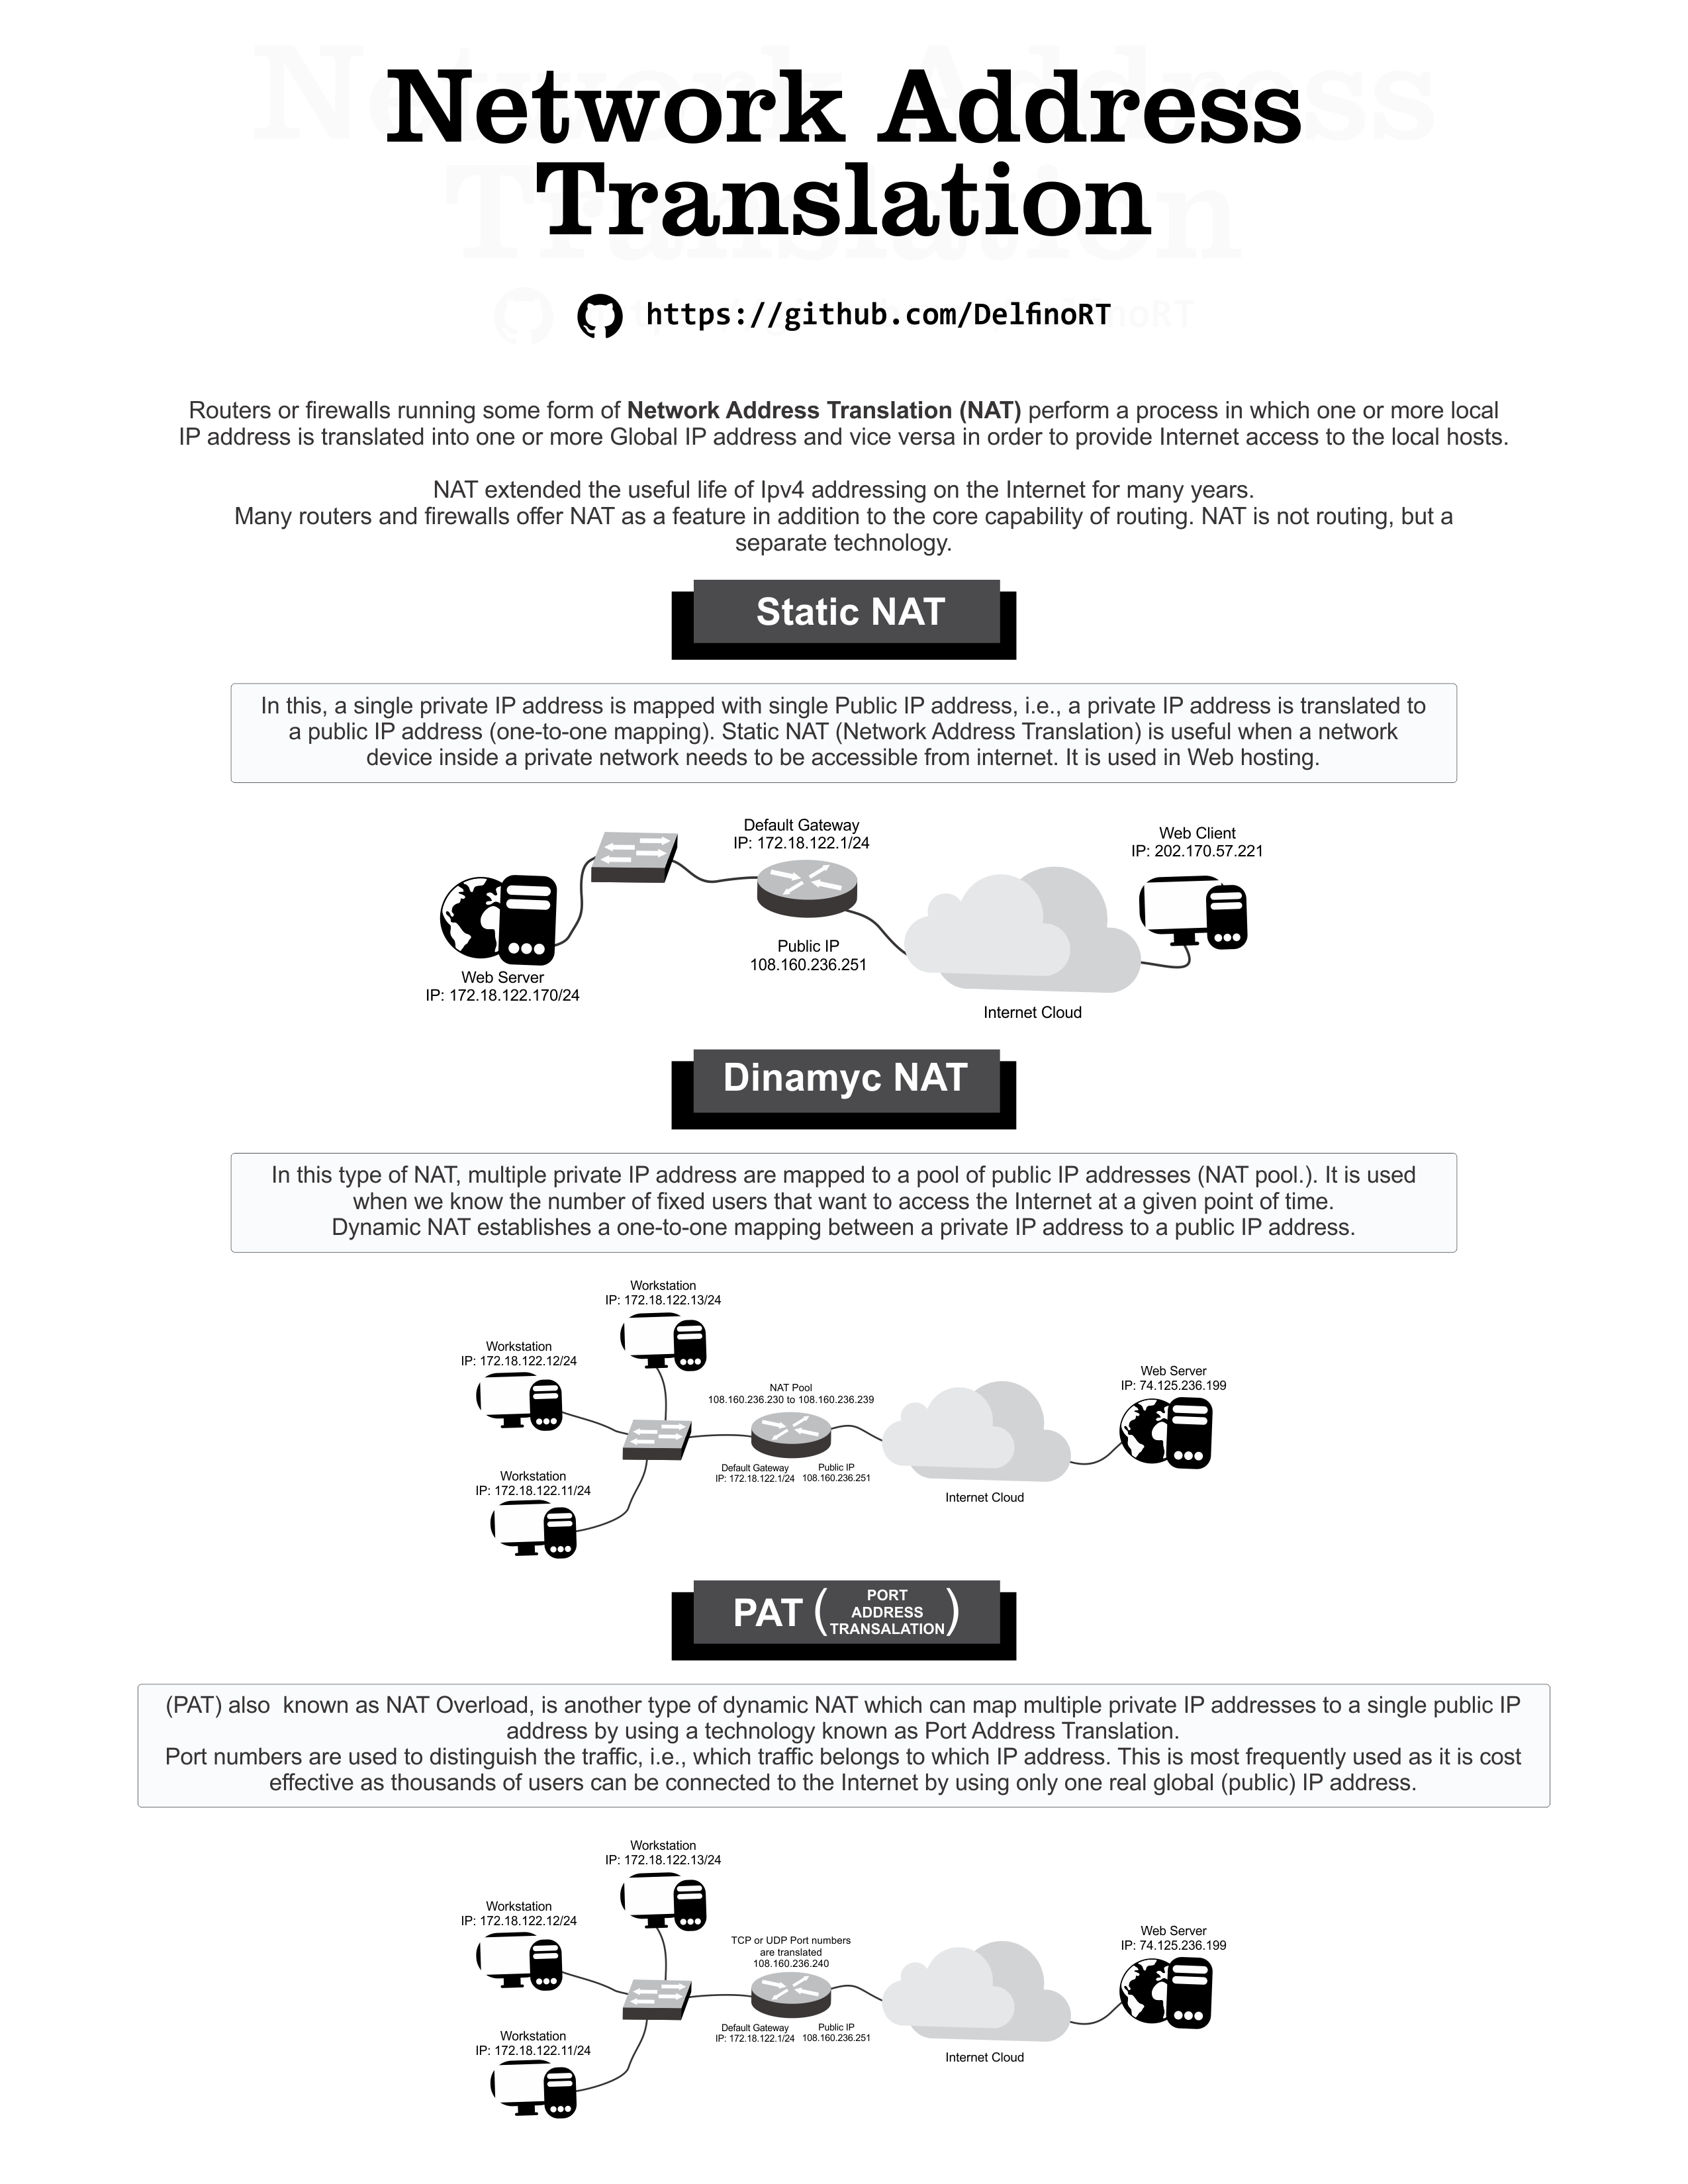 Network Address
Translation
https://github.com/DelfinoRT
Routers or firewalls running some form of Network Address Translation (NAT) perform a process in which one or more local
IP address is translated into one or more Global IP address and vice versa in order to provide Internet access to the local hosts.
NAT extended the useful life of Ipv4 addressing on the Internet for many years.
Many routers and firewalls offer NAT as a feature in addition to the core capability of routing. NAT is not routing, but a
separate technology.
Static NAT
In this, a single private IP address is mapped with single Public IP address, i.e., a private IP address is translated to
a public IP address (one-to-one mapping). Static NAT (Network Address Translation) is useful when a network
device inside a private network needs to be accessible from internet. It is used in Web hosting.
Default Gateway
IP: 172.18.122.1/24
Web Client
IP: 202.170.57.221
Public IP
108.160.236.251
Web Server
IP: 172.18.122.170/24
Internet Cloud
Dinamyc NAT
In this type of NAT, multiple private IP address are mapped to a pool of public IP addresses (NAT pool.). It is used
when we know the number of fixed users that want to access the Internet at a given point of time.
Dynamic NAT establishes a one-to-one mapping between a private IP address to a public IP address.
Workstation
IP: 172.18.122.13/24
Workstation
IP: 172.18.122.12/24
Web Server
IP: 74.125.236.199
NAT Pool
108.160.236.230 to 108.160.236.239
Default Gateway
IP: 172.18.122.1/24
Public IP
108.160.236.251
Workstation
IP: 172.18.122.11/24
Internet Cloud
PAT (PORT
ADDRESS
TRANSALATION)
(PAT) also  known as NAT Overload, is another type of dynamic NAT which can map multiple private IP addresses to a single public IP
address by using a technology known as Port Address Translation.
Port numbers are used to distinguish the traffic, i.e., which traffic belongs to which IP address. This is most frequently used as it is cost
effective as thousands of users can be connected to the Internet by using only one real global (public) IP address.
Workstation
IP: 172.18.122.13/24
Workstation
IP: 172.18.122.12/24
Web Server
IP: 74.125.236.199
TCP or UDP Port numbers
are translated
108.160.236.240
Default Gateway
IP: 172.18.122.1/24
Public IP
108.160.236.251
Workstation
IP: 172.18.122.11/24
Internet Cloud